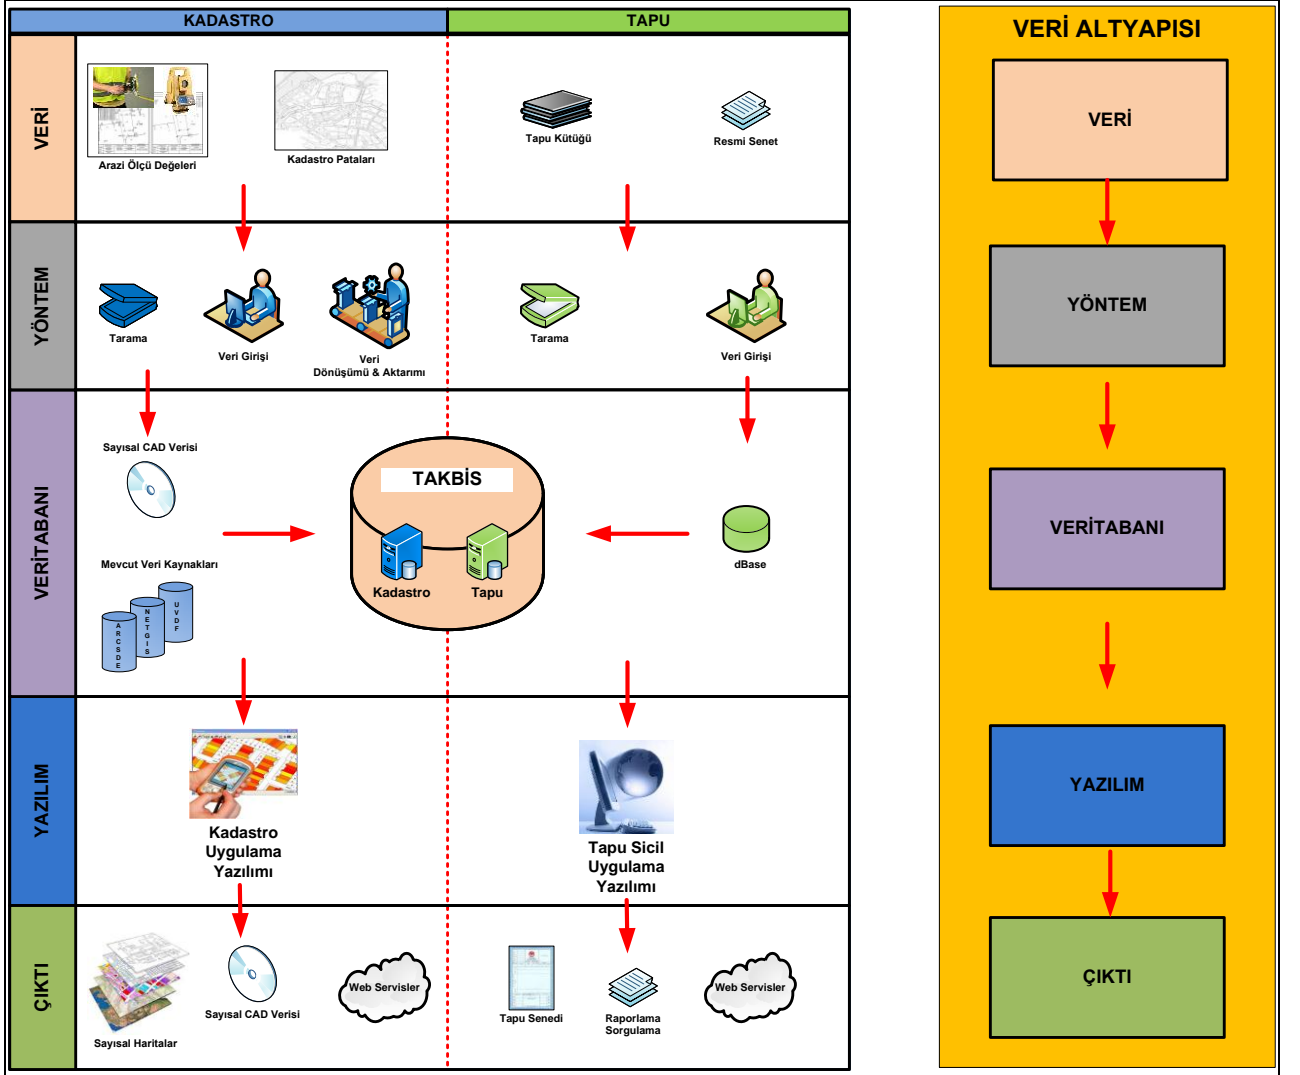 KADASTRO
TAPU
VERİ
Arazi Ölçü Değeleri
Kadastro Pataları
Tapu Kütüğü
Resmi Senet
YÖNTEM
Tarama
Veri Girişi
Veri
Dönüşümü & Aktarımı
Tarama
Veri Girişi
VERİTABANI
Sayısal CAD Verisi
Mevcut Veri Kaynakları
ARCSDE
NETGIS
UVDF
TAKBİS
Kadastro
Tapu
dBase
YAZILIM
Kadastro
Uygulama
Yazılımı
Tapu Sicil
Uygulama
Yazılımı
ÇIKTI
Sayısal Haritalar
Sayısal CAD Verisi
Web Servisler
Tapu Senedi
Raporlama
Sorgulama
Web Servisler
VERİ ALTYAPISI
VERİ
YÖNTEM
VERİTABANI
YAZILIM
ÇIKTI